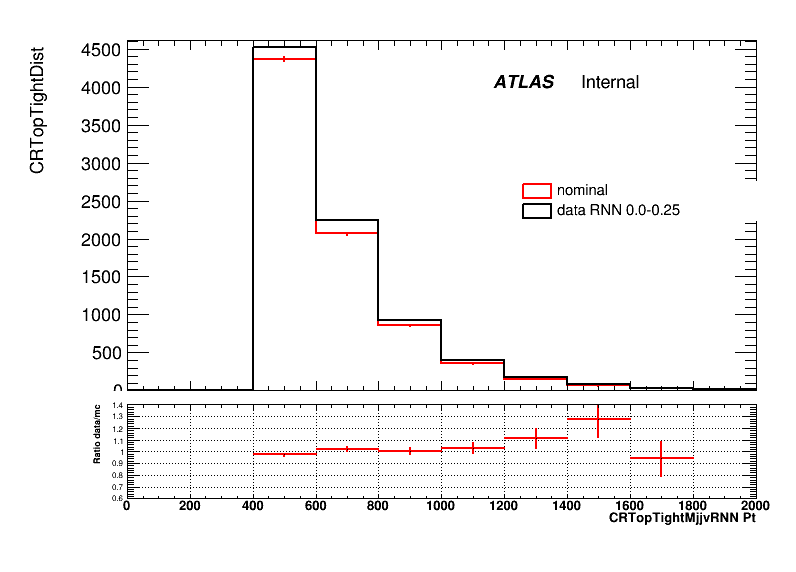 CRTopTightDist
4500
4000
3500
3000
2500
2000
1500
1000
500
0
ATLAS Internal
nominal
data RNN 0.0-0.25
Ratio data/mc
1.4
1.3
1.2
1.1
1
0.9
0.8
0.7
0.6
0 200 400 600 800 1000 1200 1400 1600 1800 2000
CRTopTightMjjvRNN Pt